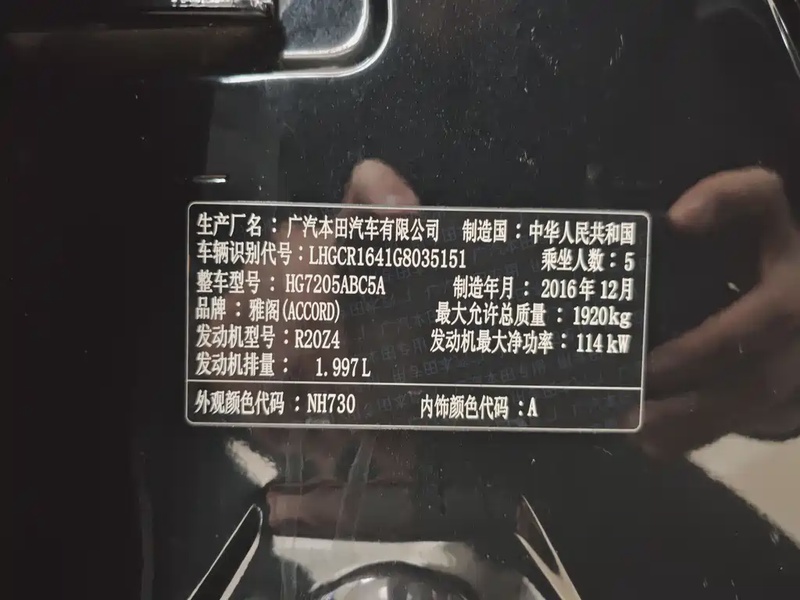 生产厂名：广汽本田汽车有限公司 制造国：中华人民共和国
车辆识别代号：LHGCR1641G8035151 乘坐人数：5
整车型号：HG7205ABC5A 制造年月：2016年12月
品牌：雅阁(ACCORD) 最大允许总质量：1920kg
发动机型号：R20Z4 发动机最大净功率：114kW
发动机排量： 1.997L
外观颜色代码：NH730 内饰颜色代码：A